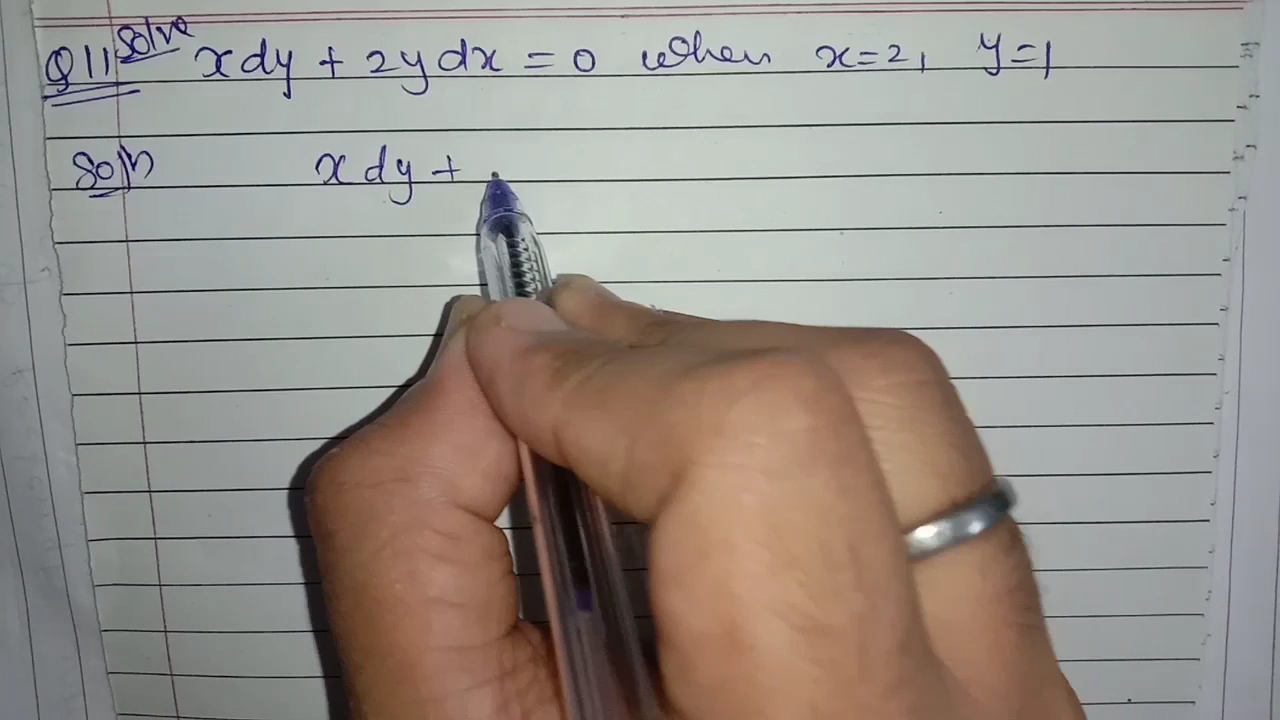 Q11 Solve x dy + 2y dx = 0 when x=2, y=1
Soln x dy +